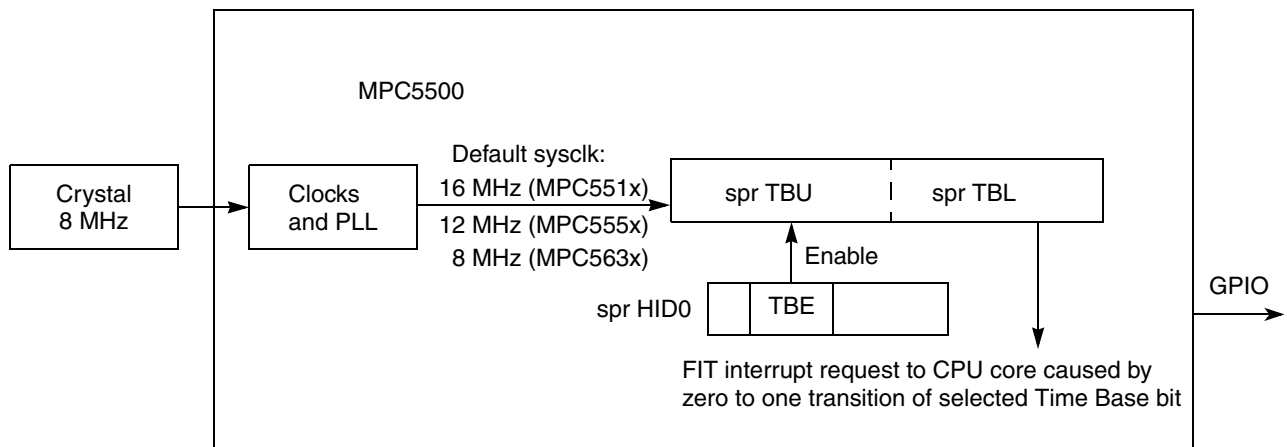 MPC5500
Crystal
8 MHz
Clocks
and PLL
Default sysclk:
16 MHz (MPC551x)
12 MHz (MPC555x)
8 MHz (MPC563x)
spr TBU
spr TBL
Enable
spr HID0
TBE
FIT interrupt request to CPU core caused by
zero to one transition of selected Time Base bit
GPIO